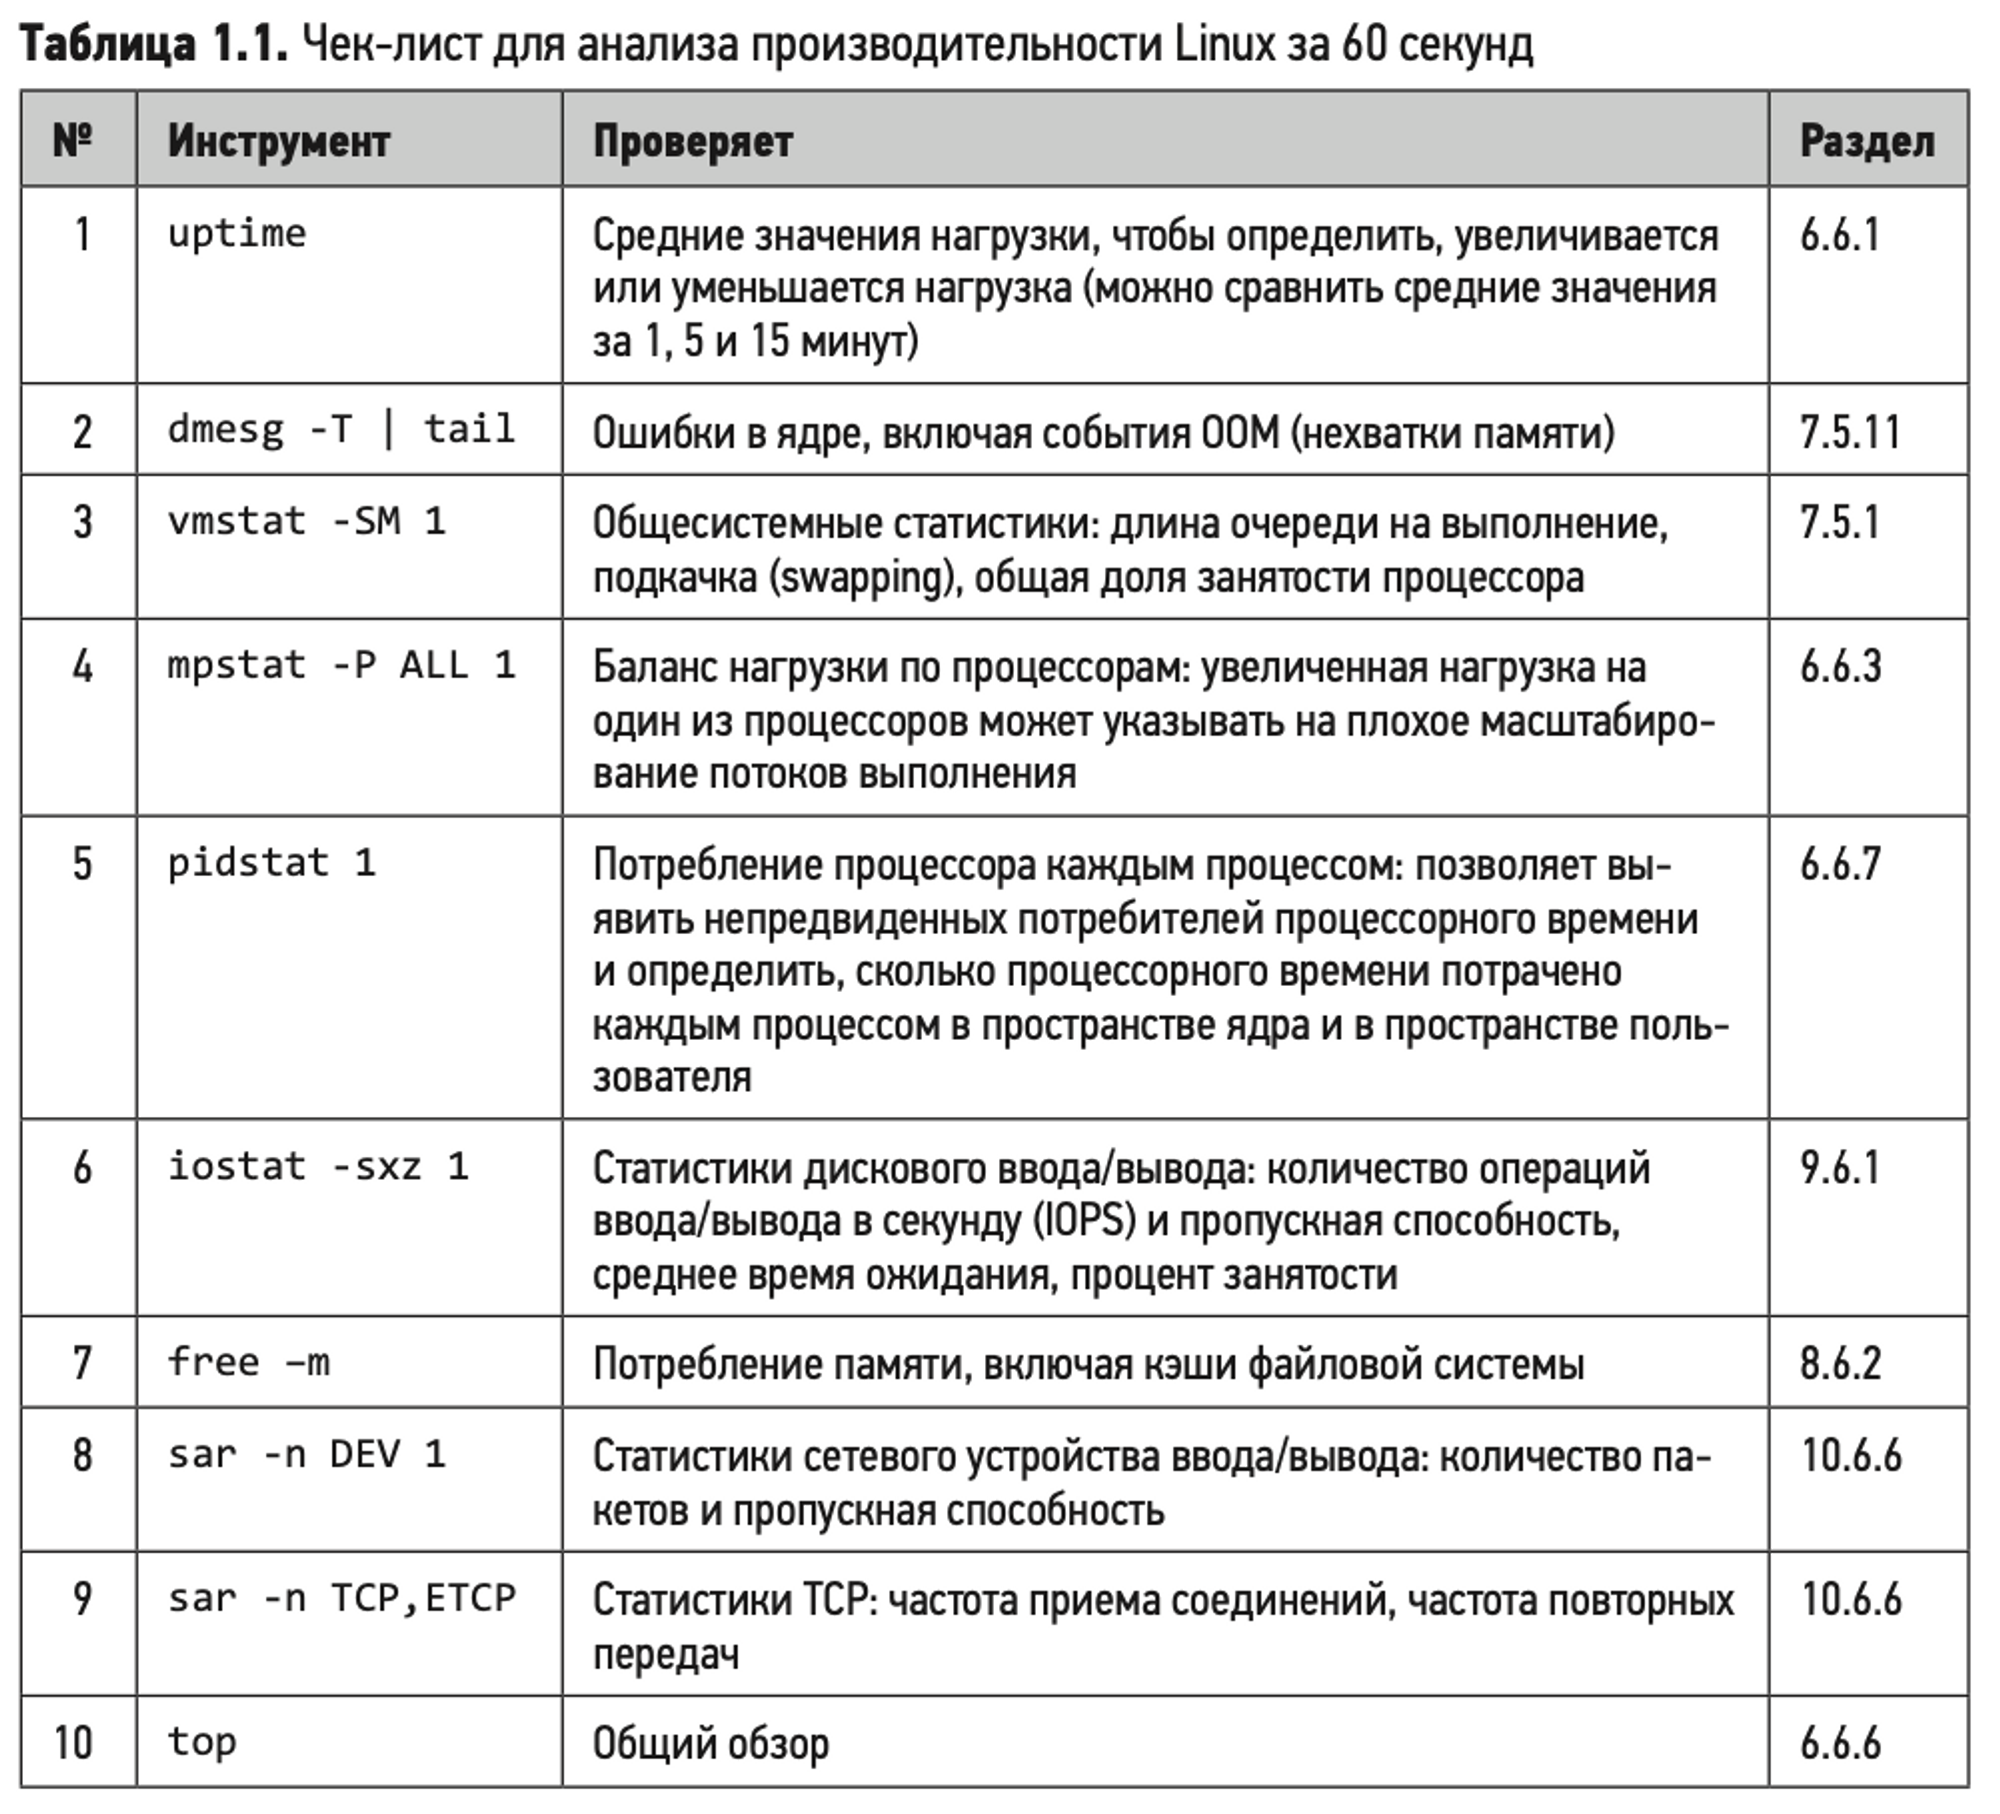 Таблица 1.1. Чек-лист для анализа производительности Linux за 60 секунд
№ Инструмент Проверяет Раздел
1 uptime Средние значения нагрузки, чтобы определить, увеличивается 6.6.1
или уменьшается нагрузка (можно сравнить средние значения
за 1, 5 и 15 минут)
2 dmesg -T | tail Ошибки в ядре, включая события OOM (нехватки памяти) 7.5.11
3 vmstat -SM 1 Общесистемные статистики: длина очереди на выполнение, 7.5.1
подкачка (swapping), общая доля занятости процессора
4 mpstat -P ALL 1 Баланс нагрузки по процессорам: увеличенная нагрузка на 6.6.3
один из процессоров может указывать на плохое масштабиро-
вание потоков выполнения
5 pidstat 1 Потребление процессора каждым процессом: позволяет вы- 6.6.7
явить непредвиденных потребителей процессорного времени
и определить, сколько процессорного времени потрачено
каждым процессом в пространстве ядра и в пространстве поль-
зователя
6 iostat -sxz 1 Статистики дискового ввода/вывода: количество операций 9.6.1
ввода/вывода в секунду (IOPS) и пропускная способность,
среднее время ожидания, процент занятости
7 free –m Потребление памяти, включая кэши файловой системы 8.6.2
8 sar -n DEV 1 Статистики сетевого устройства ввода/вывода: количество па- 10.6.6
кетов и пропускная способность
9 sar -n TCP,ETCP Статистики TCP: частота приема соединений, частота повторных 10.6.6
передач
10 top Общий обзор 6.6.6